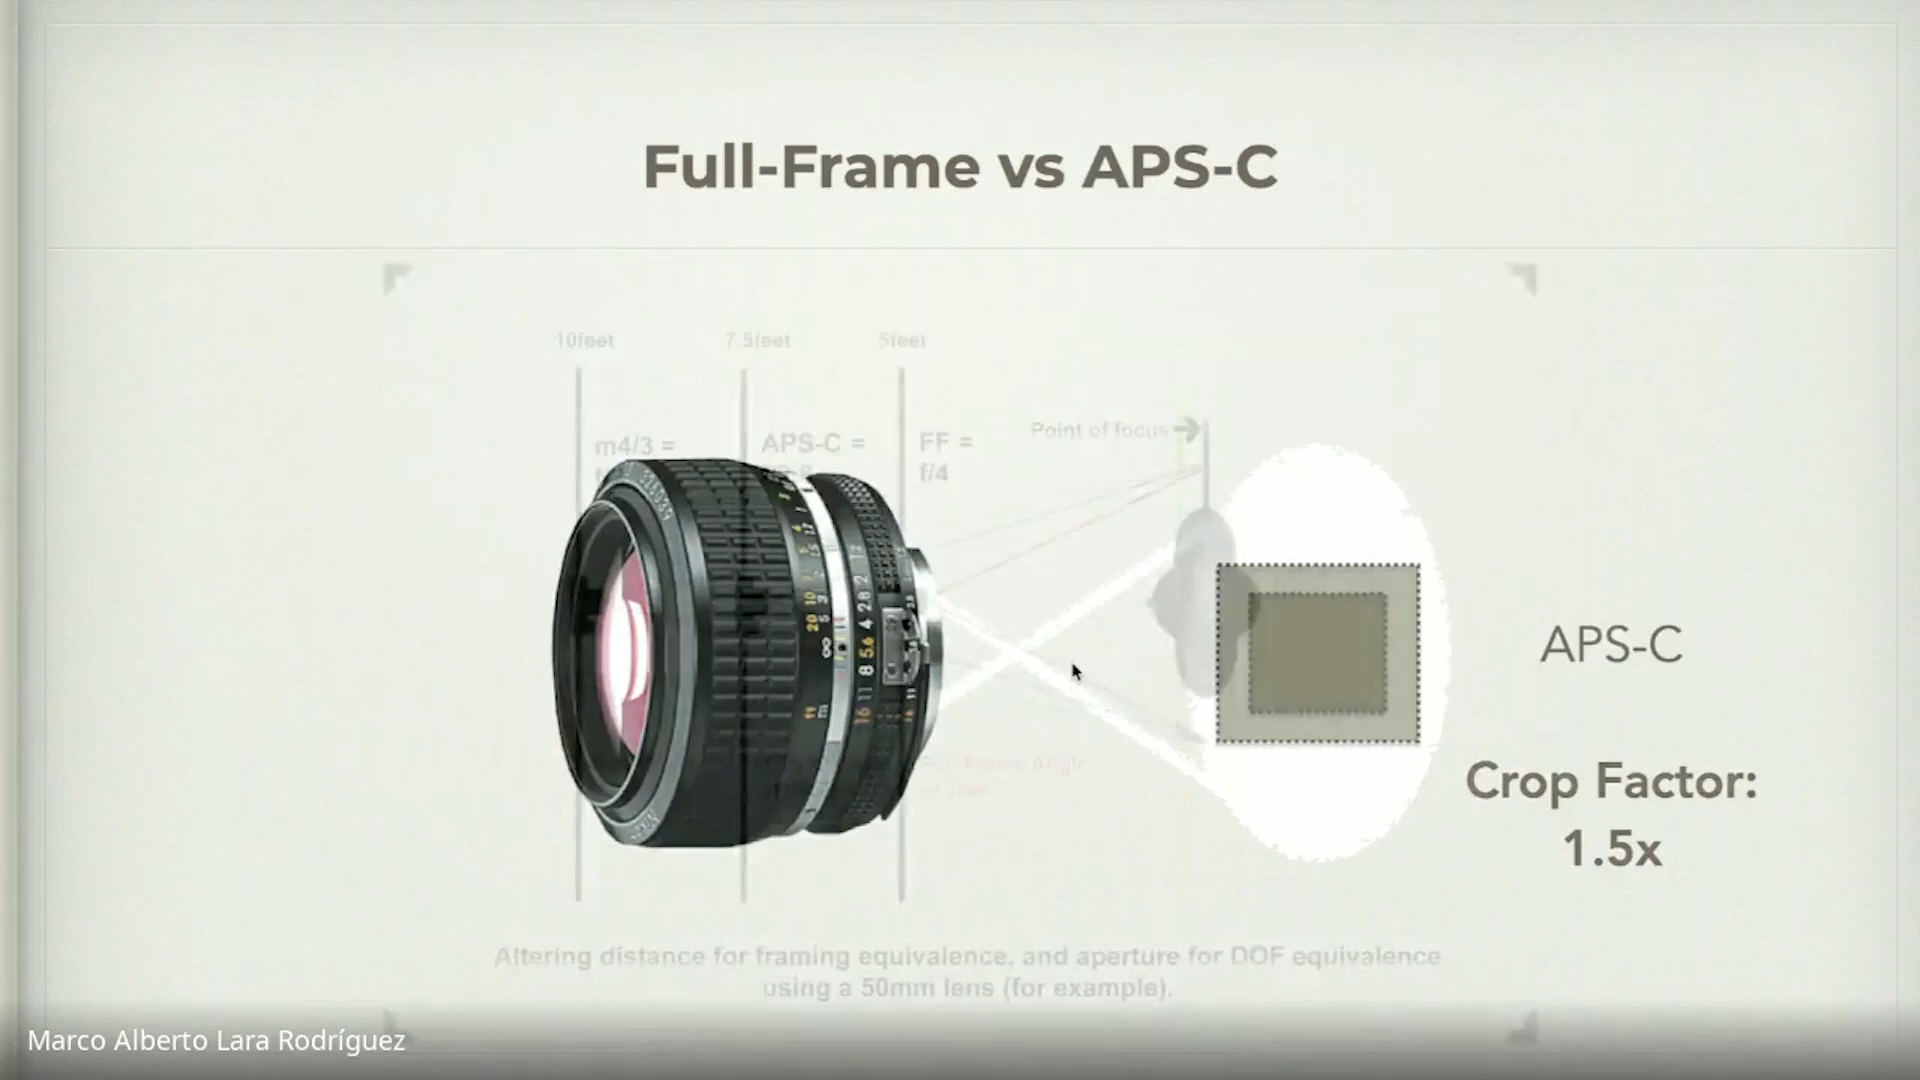 Full-Frame vs APS-C
10feet
7.5feet
5feet
m4/3 =
APS-C =
FF =
f/4
Point of focus
APS-C
Crop Factor:
1.5x
Altering distance for framing equivalence, and aperture for DOF equivalence
using a 50mm lens (for example).
Marco Alberto Lara Rodríguez